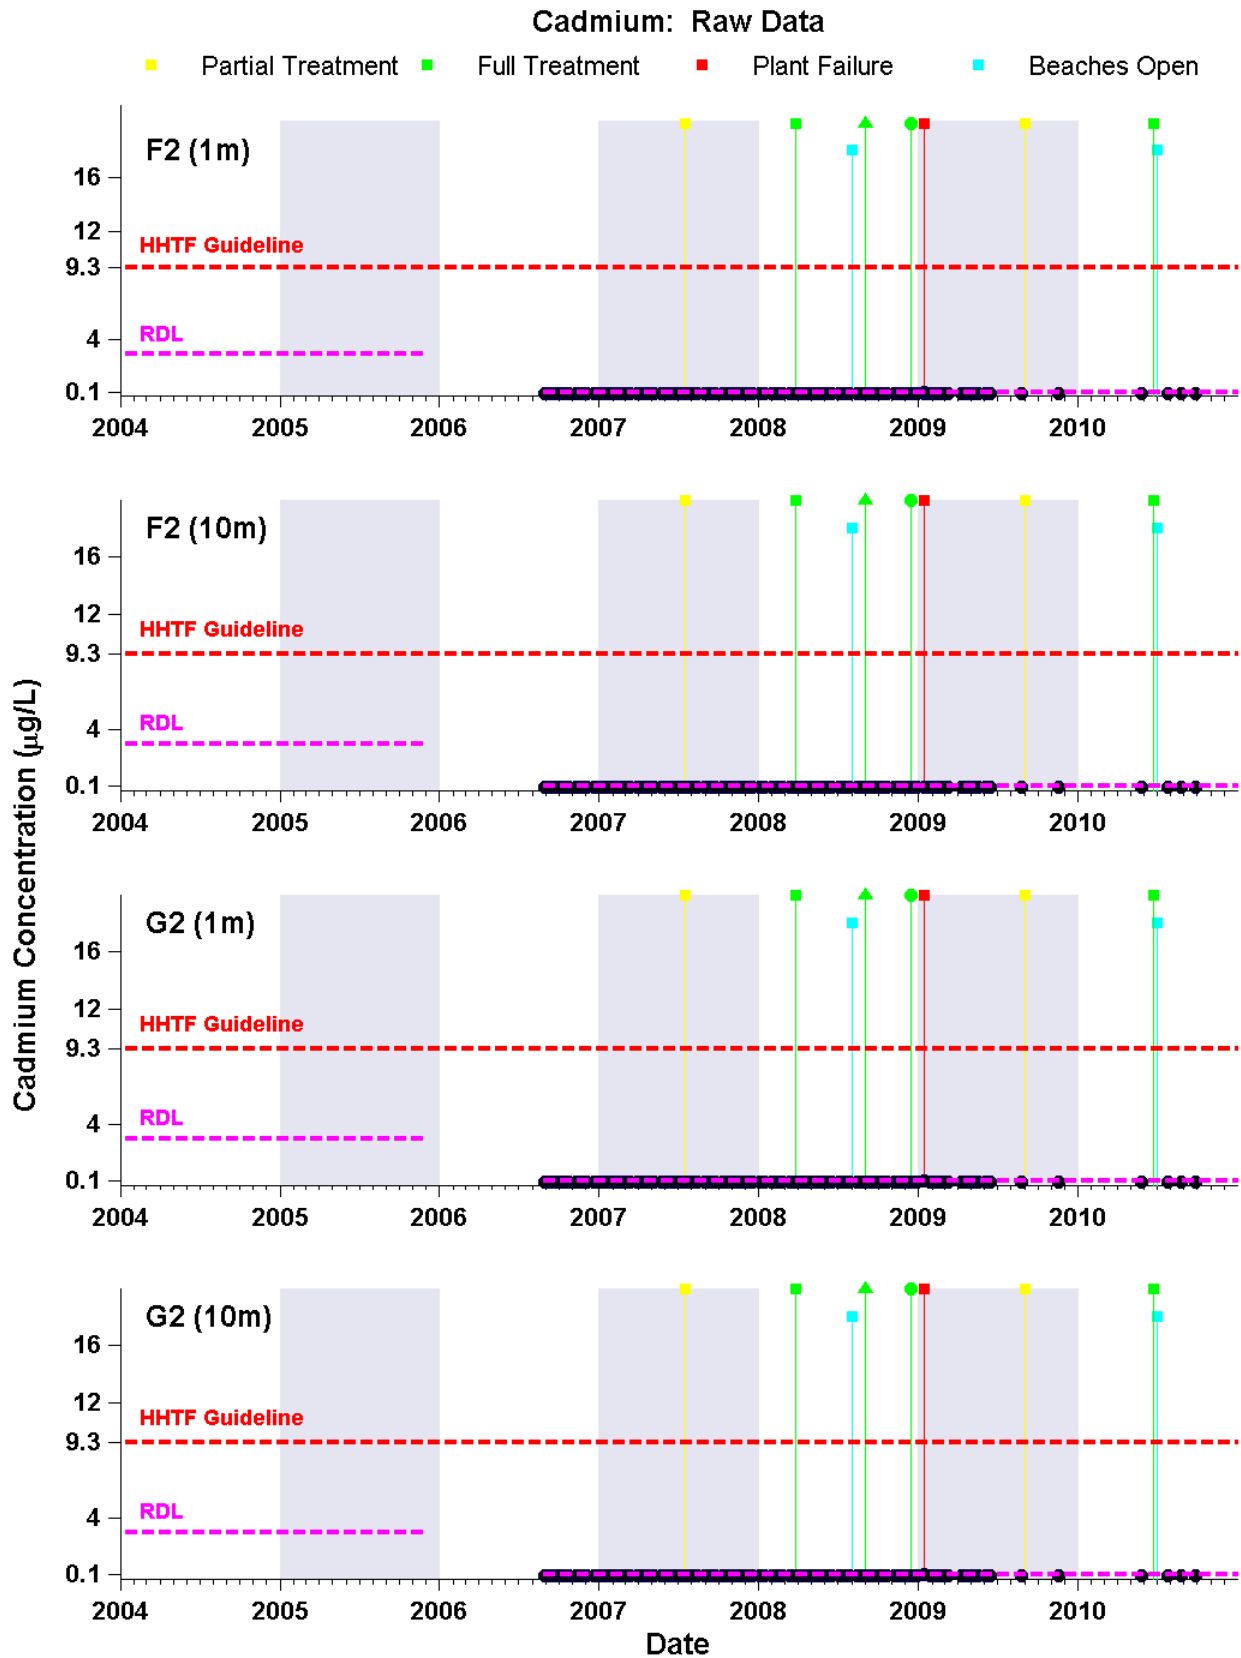 Cadmium: Raw Data
Partial Treatment Full Treatment Plant Failure Beaches Open
F2 (1m)
16
12
HHTF Guideline
9.3
4
RDL
0.1
2004 2005 2006 2007 2008 2009 2010
F2 (10m)
16
12
HHTF Guideline
9.3
4
RDL
0.1
2004 2005 2006 2007 2008 2009 2010
Cadmium Concentration (µg/L)
G2 (1m)
16
12
HHTF Guideline
9.3
4
RDL
0.1
2004 2005 2006 2007 2008 2009 2010
G2 (10m)
16
12
HHTF Guideline
9.3
4
RDL
0.1
2004 2005 2006 2007 2008 2009 2010
Date